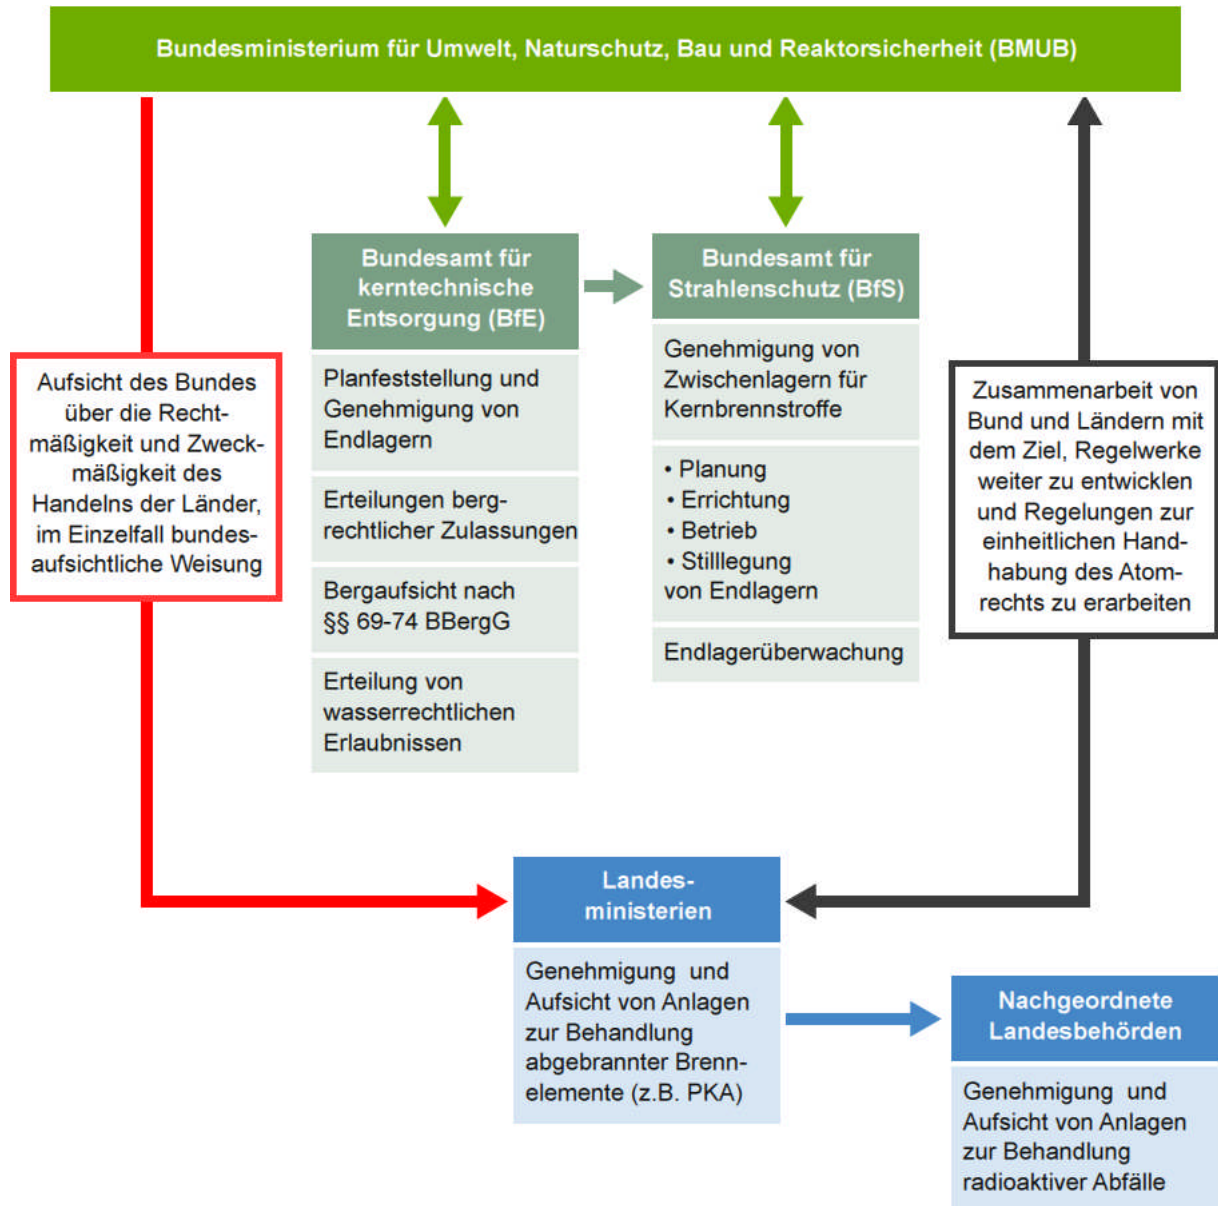 Bundesministerium für Umwelt, Naturschutz, Bau und Reaktorsicherheit (BMUB)
Bundesamt für
kerntechnische
Entsorgung (BfE)
Planfeststellung und
Genehmigung von
Endlagern
Erteilungen berg-
rechtlicher Zulassungen
Bergaufsicht nach
§§ 69-74 BBergG
Erteilung von
wasserrechtlichen
Erlaubnissen
Bundesamt für
Strahlenschutz (BfS)
Genehmigung von
Zwischenlagern für
Kernbrennstroffe
• Planung
• Errichtung
• Betrieb
• Stilllegung
von Endlagern
Endlagerüberwachung
Aufsicht des Bundes
über die Recht-
mäßigkeit und Zweck-
mäßigkeit des
Handelns der Länder,
im Einzelfall bundes-
aufsichtliche Weisung
Zusammenarbeit von
Bund und Ländern mit
dem Ziel, Regelwerke
weiter zu entwicklen
und Regelungen zur
einheitlichen Hand-
habung des Atom-
rechts zu erarbeiten
Landes-
ministerien
Genehmigung und
Aufsicht von Anlagen
zur Behandlung
abgebrannter Brenn-
elemente (z.B. PKA)
Nachgeordnete
Landesbehörden
Genehmigung und
Aufsicht von Anlagen
zur Behandlung
radioaktiver Abfälle